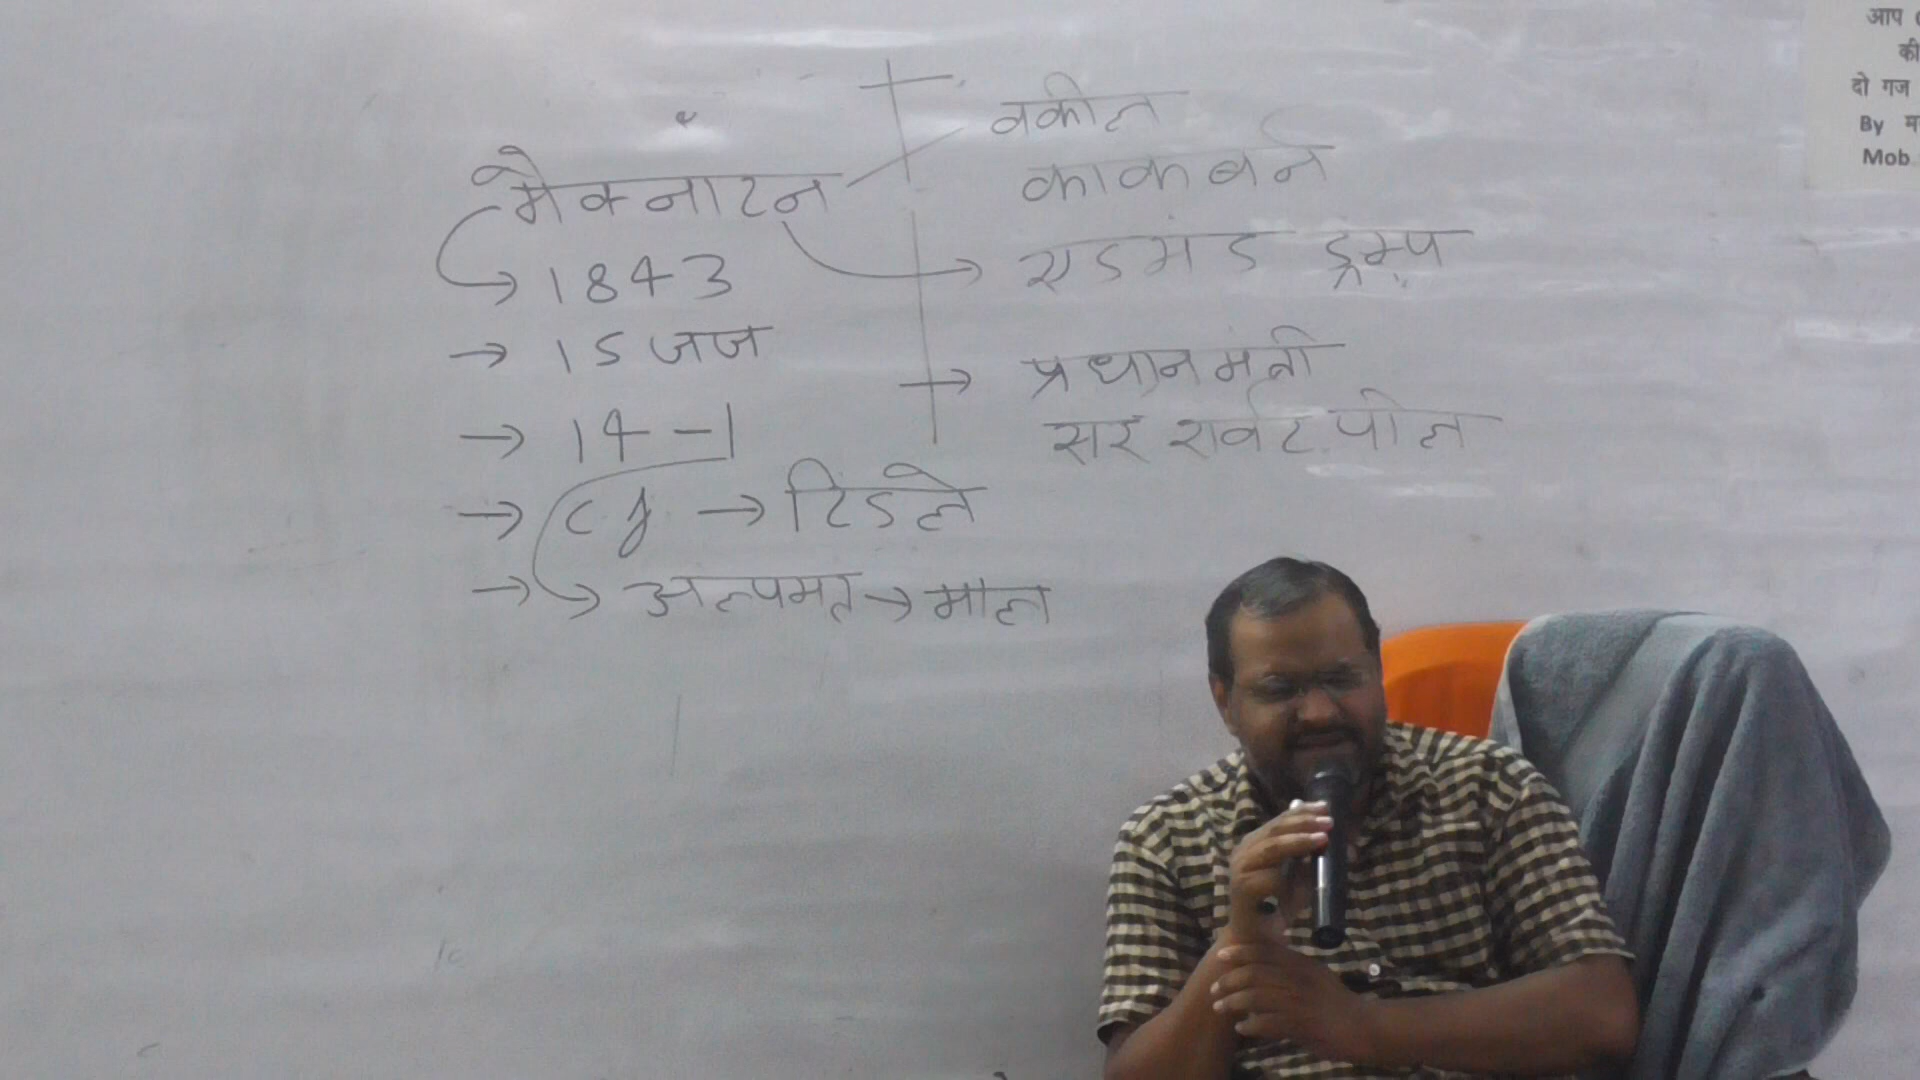 मैकनाटन
→ 1843
→ 15 जज
→ 14-1
→ CJ → टिंडले
→ → अल्पमत → माल
वकील
काकबर्न
→ एडमंड ड्रम्प
→ प्रधानमंत्री
सर रार्बट पील
आप
की
दो गज
By
Mob